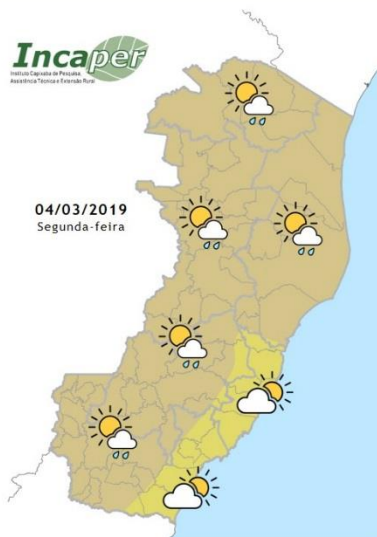 Incaper
Instituto Capixaba de Pesquisa,
Assistência Técnica e Extensão Rural
04/03/2019
Segunda-feira